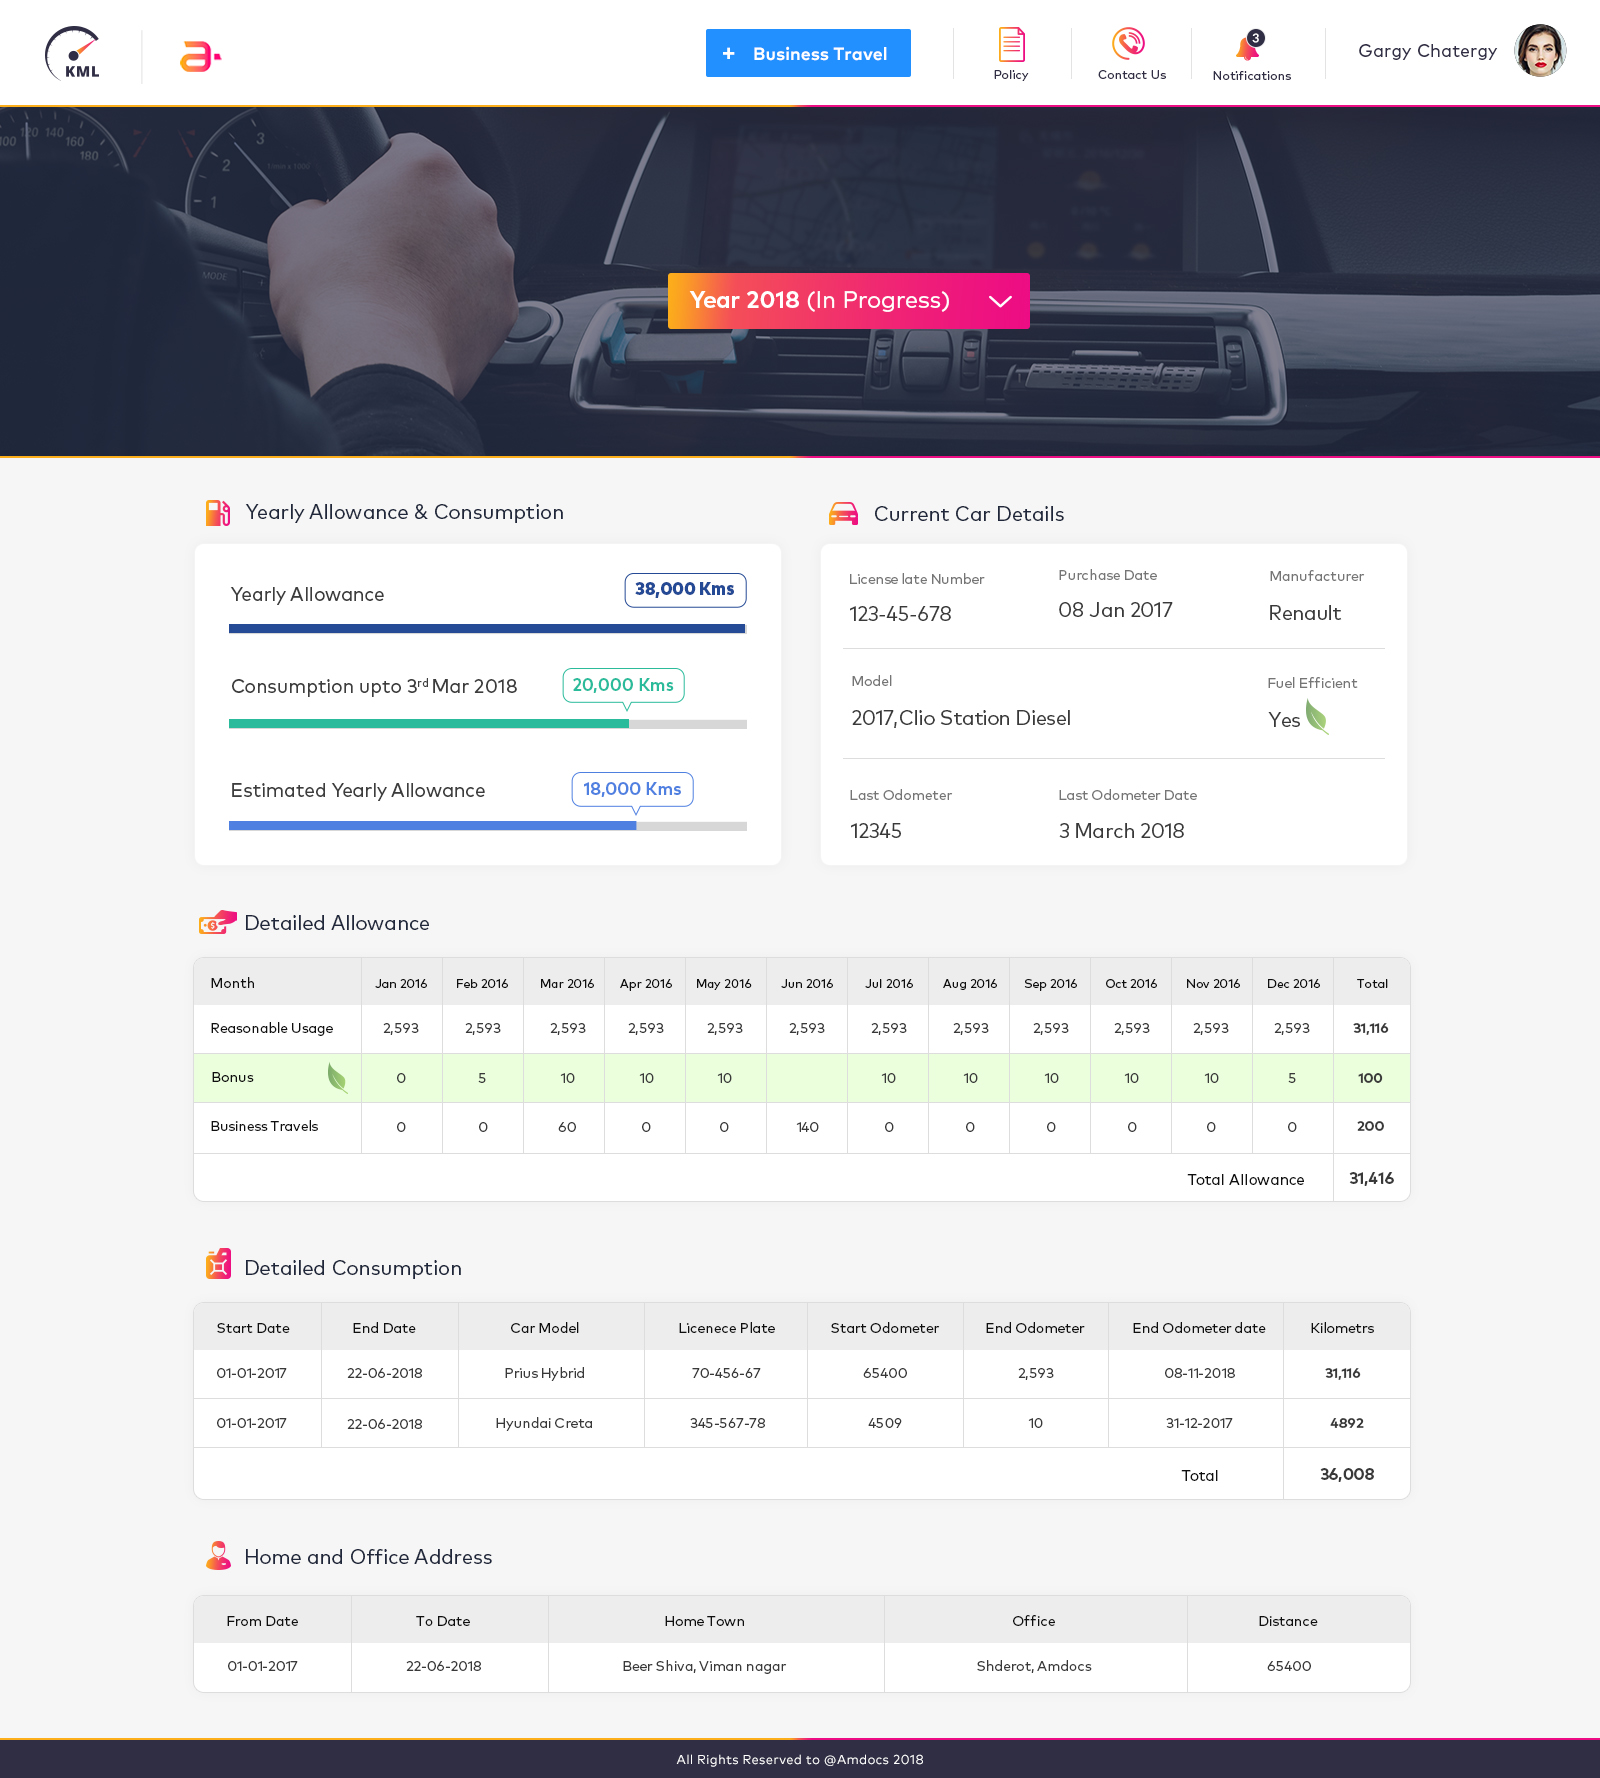 KML
a
+ Business Travel
Policy
Contact Us
3
Notifications
Gargy Chatergy
100 120 140 160 180
3
2
1
1/min x 1000
MODE
Year 2018 (In Progress)
Yearly Allowance & Consumption
Yearly Allowance
38,000 Kms
Consumption upto 3rd Mar 2018
20,000 Kms
Estimated Yearly Allowance
18,000 Kms
Current Car Details
License late Number Purchase Date Manufacturer
123-45-678 08 Jan 2017 Renault
Model Fuel Efficient
2017,Clio Station Diesel Yes
Last Odometer Last Odometer Date
12345 3 March 2018
Detailed Allowance
Month Jan 2016 Feb 2016 Mar 2016 Apr 2016 May 2016 Jun 2016 Jul 2016 Aug 2016 Sep 2016 Oct 2016 Nov 2016 Dec 2016 Total
Reasonable Usage 2,593 2,593 2,593 2,593 2,593 2,593 2,593 2,593 2,593 2,593 2,593 2,593 31,116
Bonus 0 5 10 10 10 10 10 10 10 10 5 100
Business Travels 0 0 60 0 0 140 0 0 0 0 0 0 200
Total Allowance 31,416
Detailed Consumption
Start Date End Date Car Model Licenece Plate Start Odometer End Odometer End Odometer date Kilometrs
01-01-2017 22-06-2018 Prius Hybrid 70-456-67 65400 2,593 08-11-2018 31,116
01-01-2017 22-06-2018 Hyundai Creta 345-567-78 4509 10 31-12-2017 4892
Total 36,008
Home and Office Address
From Date To Date Home Town Office Distance
01-01-2017 22-06-2018 Beer Shiva, Viman nagar Shderot, Amdocs 65400
All Rights Reserved to @Amdocs 2018